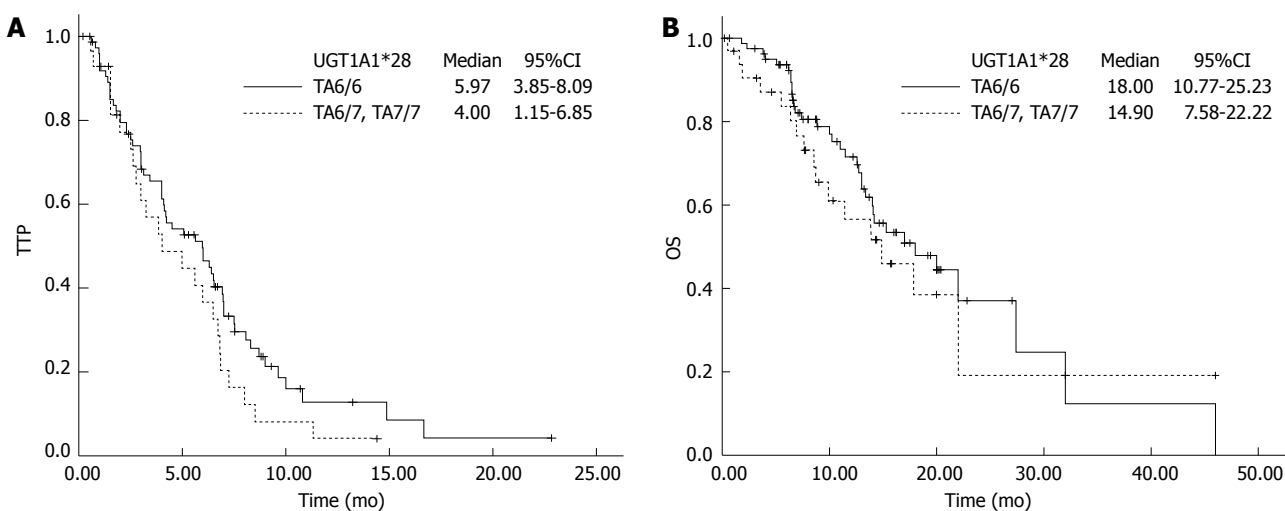 A
UGT1A1*28 Median 95%CI
TA6/6 5.97 3.85-8.09
TA6/7, TA7/7 4.00 1.15-6.85
1.0
0.8
0.6
0.4
0.2
0.0
TTP
0.00 5.00 10.00 15.00 20.00 25.00
Time (mo)
B
UGT1A1*28 Median 95%CI
TA6/6 18.00 10.77-25.23
TA6/7, TA7/7 14.90 7.58-22.22
1.0
0.8
0.6
0.4
0.2
0.0
OS
0.00 10.00 20.00 30.00 40.00 50.00
Time (mo)